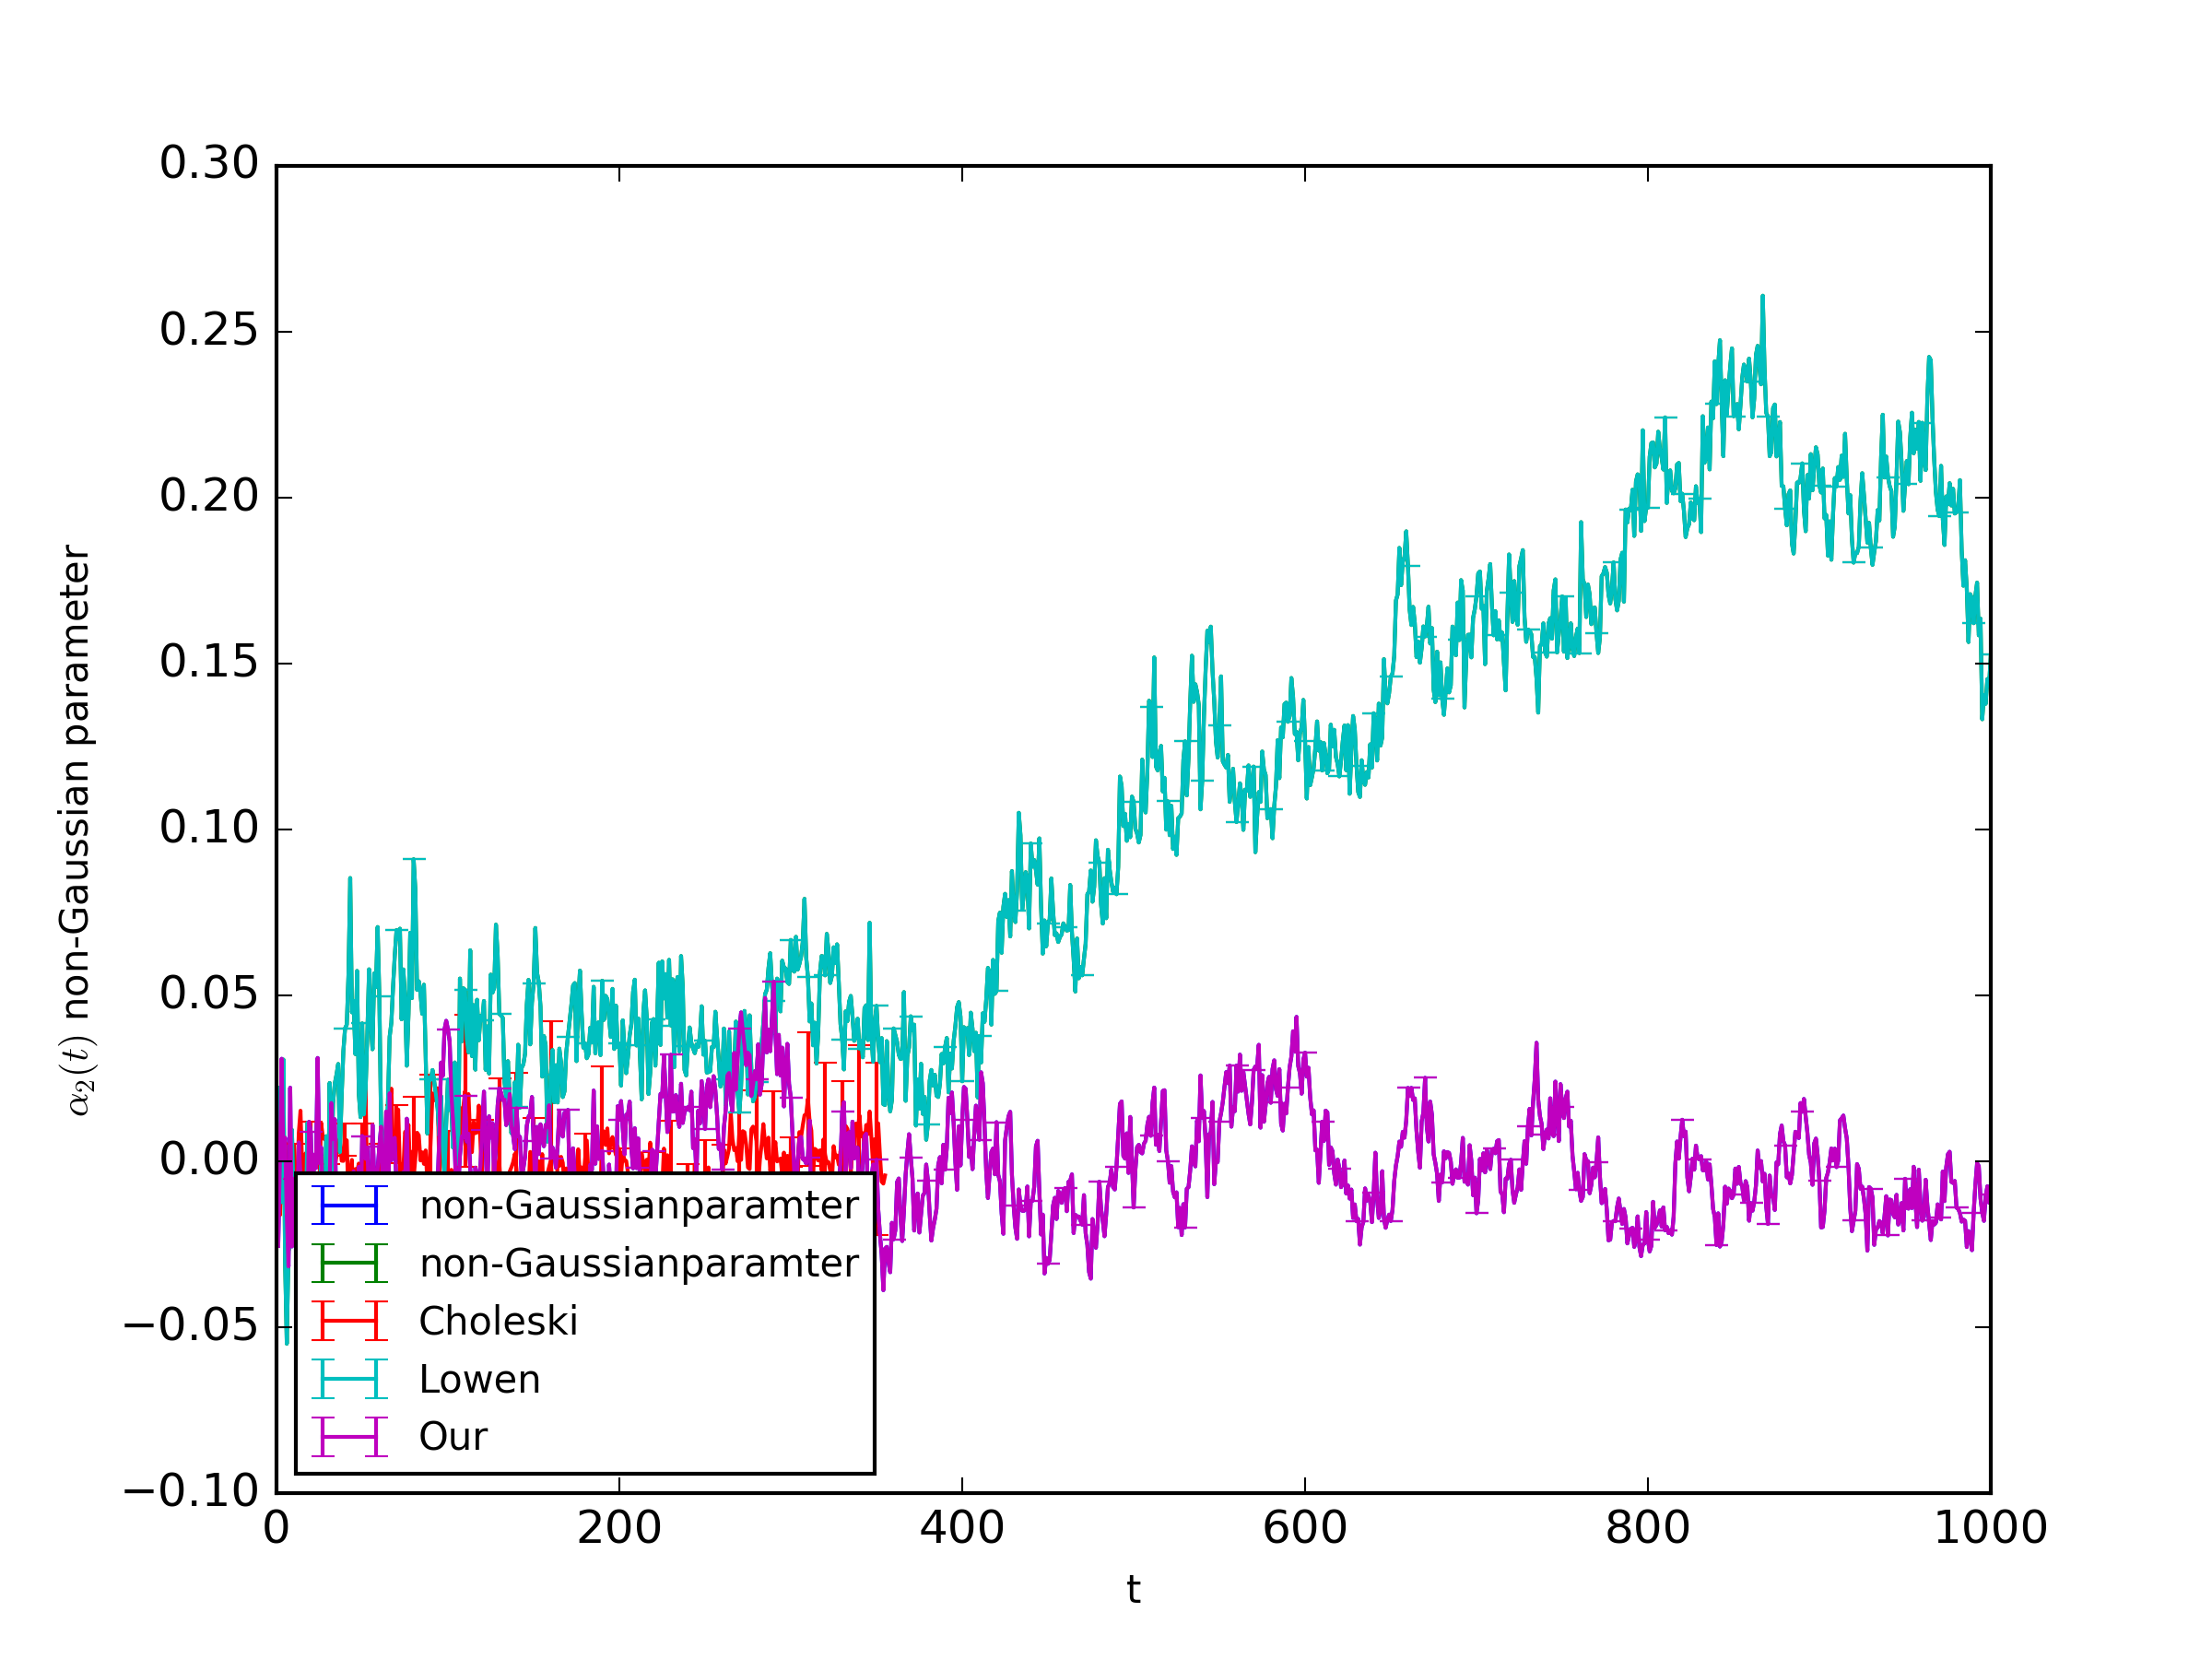 0.30
0.25
0.20
0.15
0.10
0.05
0.00
−0.05
−0.10
α₂(t) non-Gaussian parameter
non-Gaussianparamter
non-Gaussianparamter
Choleski
Lowen
Our
0 200 400 600 800 1000
t